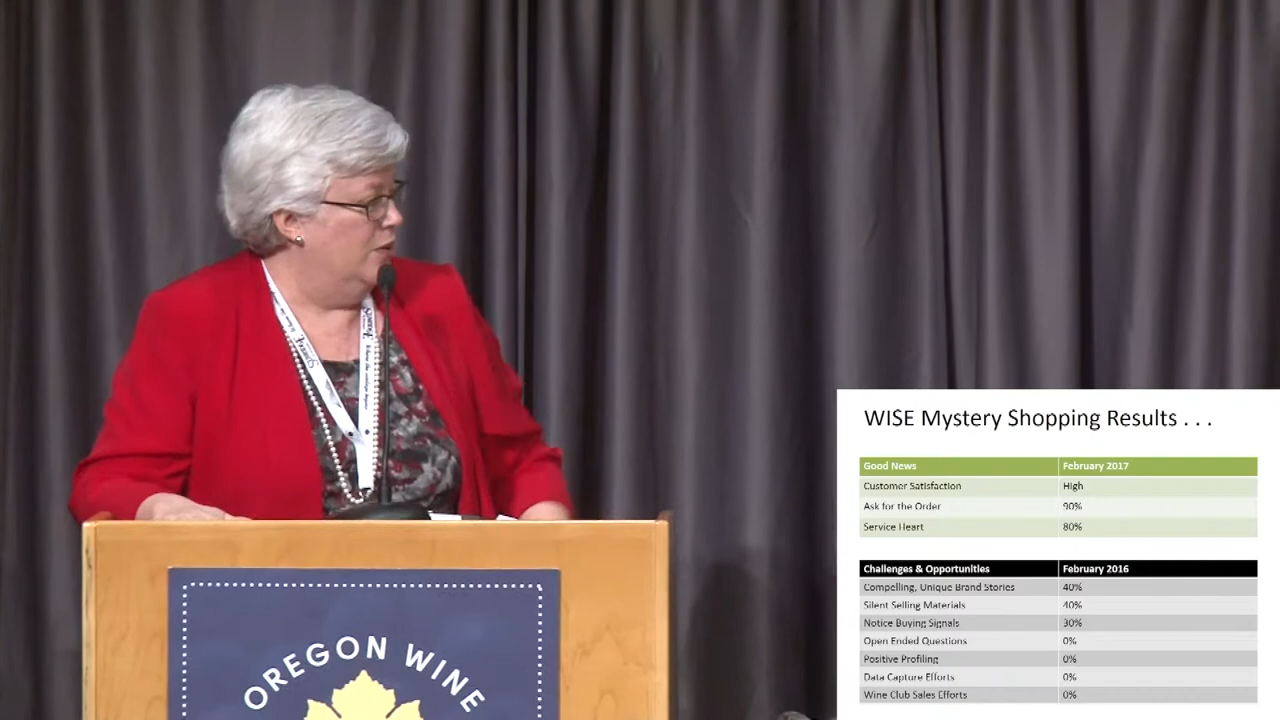 OREGON WINE
WISE Mystery Shopping Results . . .
Good News February 2017
Customer Satisfaction High
Ask for the Order 90%
Service Heart 80%
Challenges & Opportunities February 2016
Compelling, Unique Brand Stories 40%
Silent Selling Materials 40%
Notice Buying Signals 30%
Open Ended Questions 0%
Positive Profiling 0%
Data Capture Efforts 0%
Wine Club Sales Efforts 0%